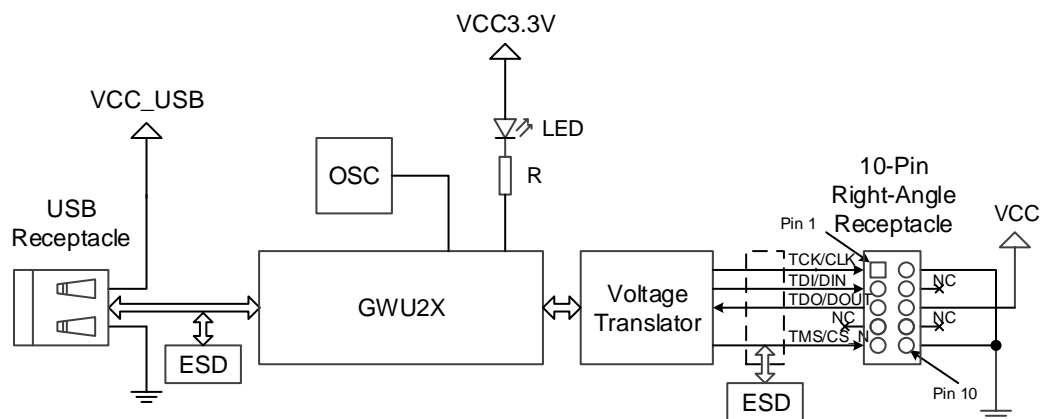 VCC3.3V
VCC_USB
LED
OSC
R
10-Pin
Right-Angle
Receptacle
USB
Receptacle
VCC
Pin 1
TCK/CLK
TDI/DIN
NC
GWU2X
Voltage
Translator
TDO/DOUT
NC
NC
TMS/CS_N
ESD
ESD
Pin 10